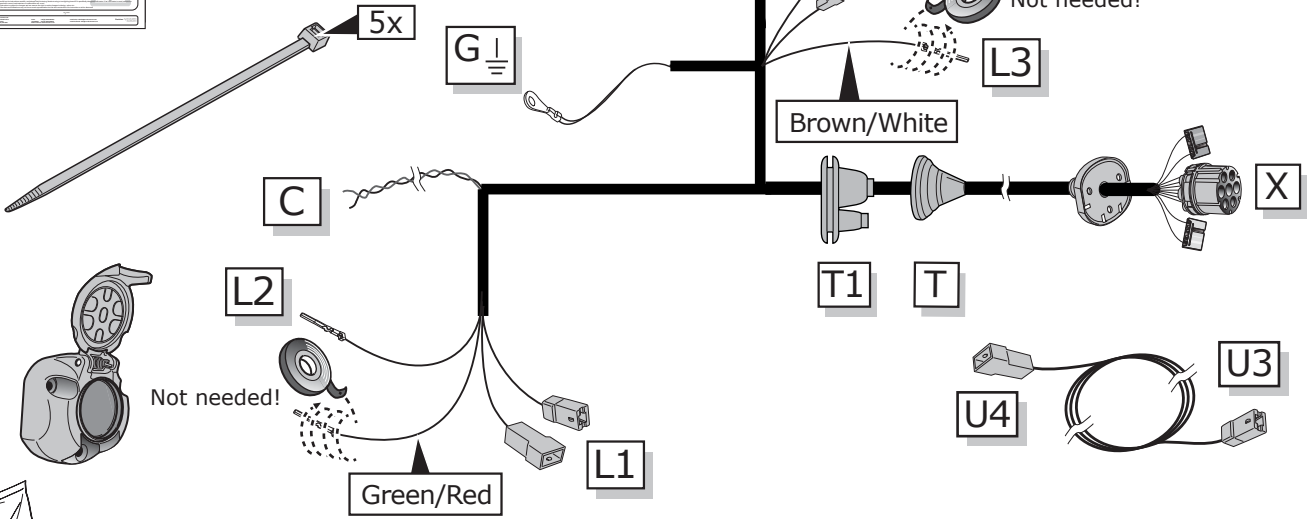 5x
G
Not needed!
L3
Brown/White
C
X
L2
T1
T
Not needed!
U3
U4
L1
Green/Red